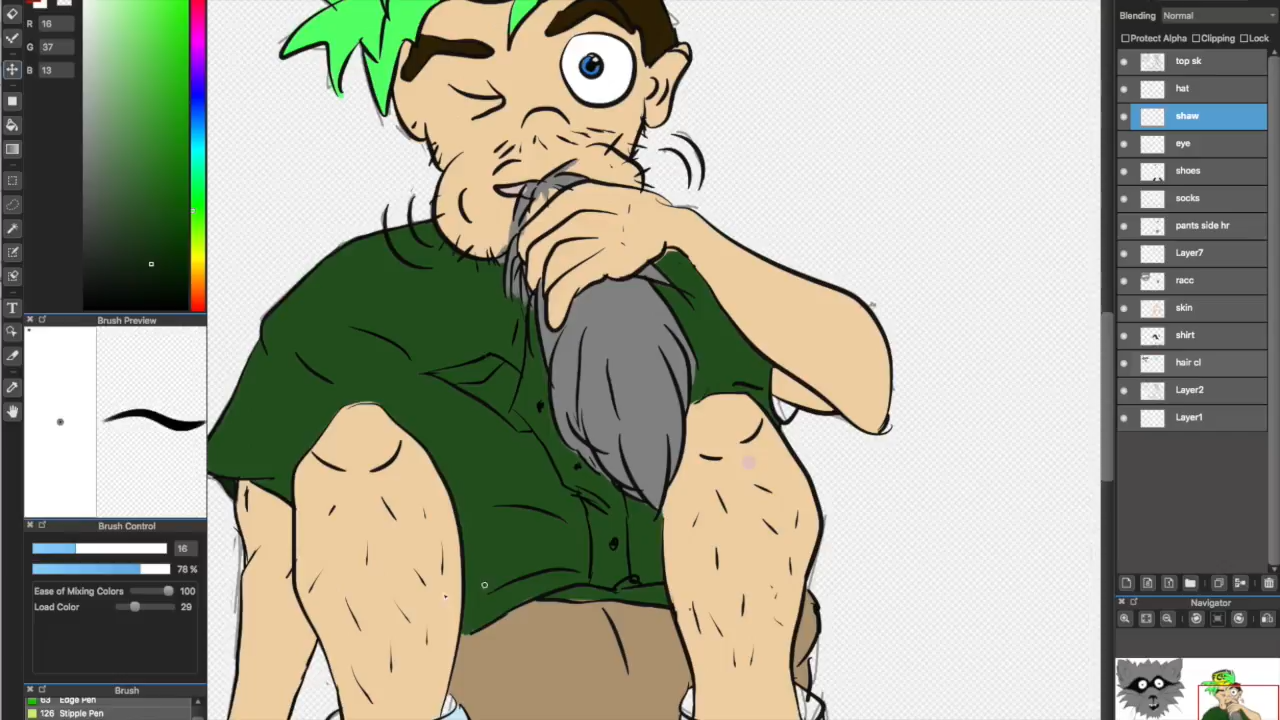 R 16
G 37
B 13
Brush Preview
Brush Control
16
78 %
Ease of Mixing Colors 100
Load Color 29
Brush
63 Edge Pen
126 Stipple Pen
T
Blending Normal
Protect Alpha Clipping Lock
top sk
hat
shaw
eye
shoes
socks
pants side hr
Layer7
racc
skin
shirt
hair cl
Layer2
Layer1
Navigator